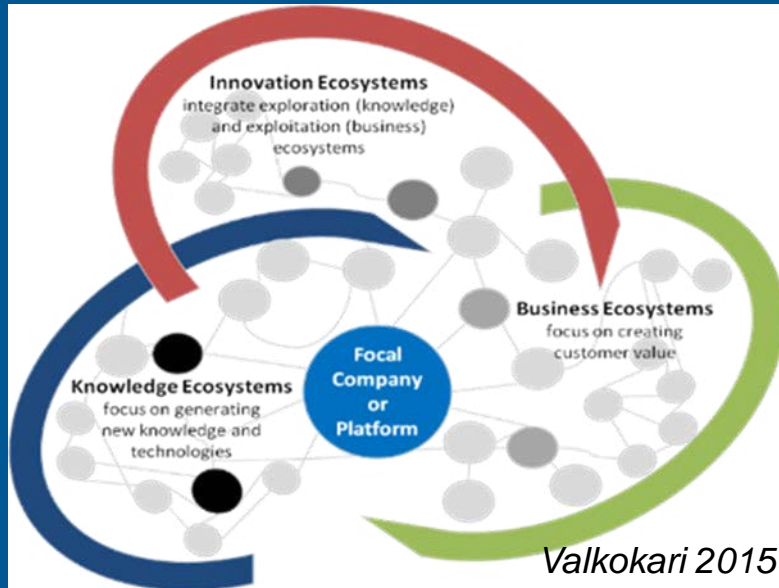 Innovation Ecosystems
integrate exploration (knowledge)
and exploitation (business)
ecosystems
Business Ecosystems
focus on creating
customer value
Focal
Company
or
Platform
Knowledge Ecosystems
focus on generating
new knowledge and
technologies
Valkokari 2015